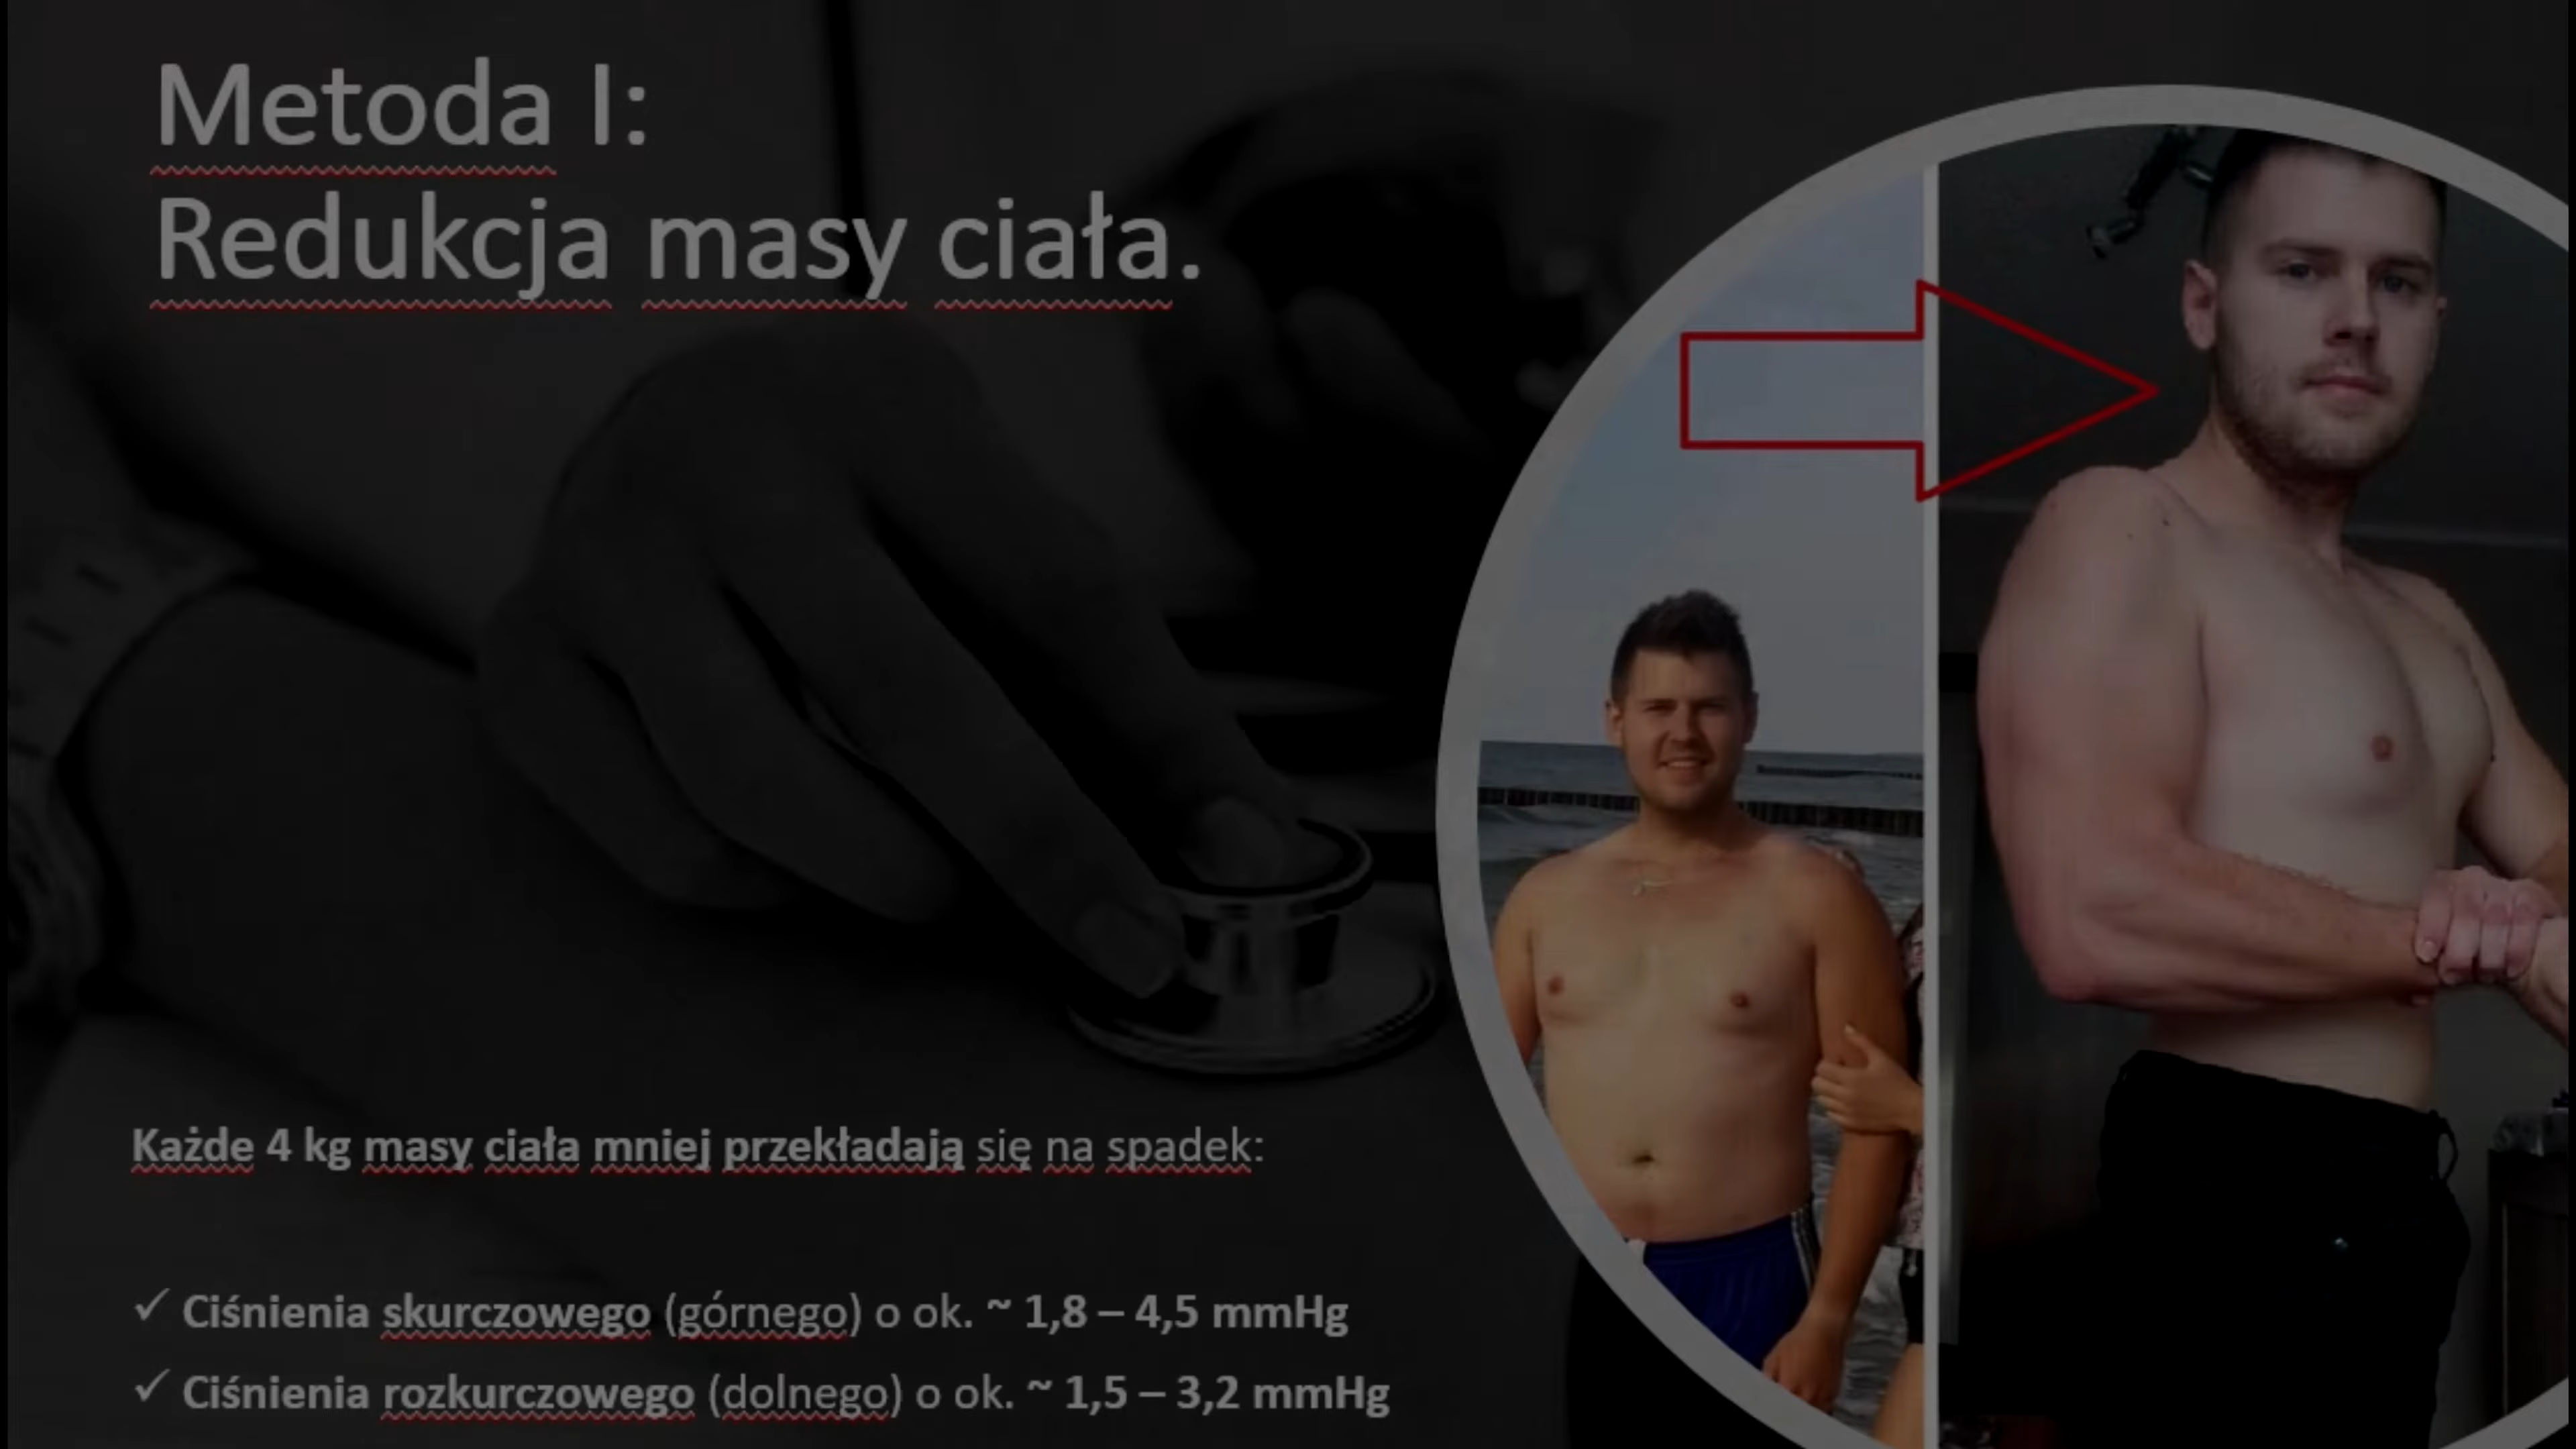 Metoda I:
Redukcja masy ciała.
Każde 4 kg masy ciała mniej przekładają się na spadek:
✓ Ciśnienia skurczowego (górnego) o ok. ~ 1,8 – 4,5 mmHg
✓ Ciśnienia rozkurczowego (dolnego) o ok. ~ 1,5 – 3,2 mmHg